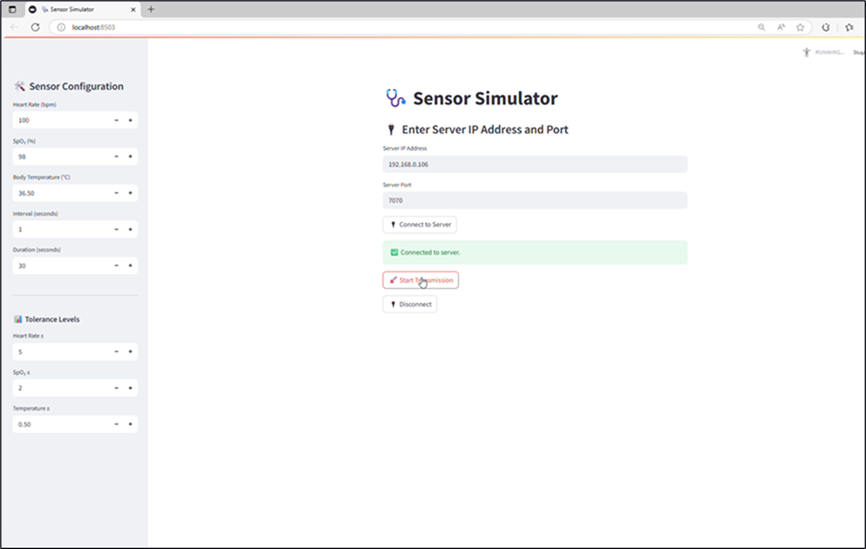 Sensor Simulator
localhost:8503
RUNNING...
Stop
Sensor Configuration
Heart Rate (bpm)
100
SpO₂ (%)
98
Body Temperature (°C)
36.50
Interval (seconds)
1
Duration (seconds)
30
Tolerance Levels
Heart Rate ±
5
SpO₂ ±
2
Temperature ±
0.50
Sensor Simulator
Enter Server IP Address and Port
Server IP Address
192.168.0.106
Server Port
7070
Connect to Server
Connected to server.
Start Transmission
Disconnect